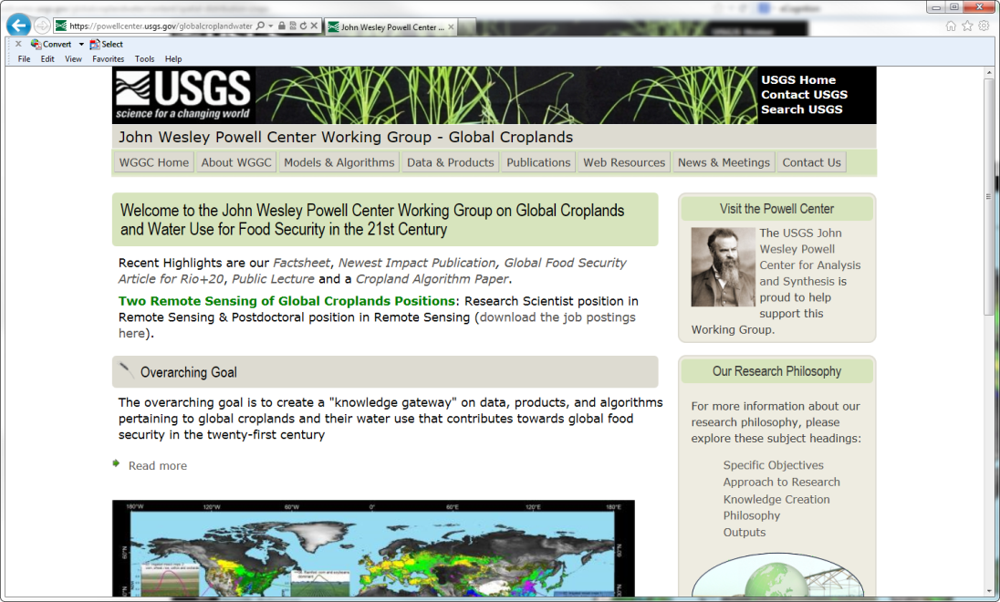 https://powellcenter.usgs.gov/globalcroplandwater
John Wesley Powell Center ...
Convert Select
File Edit View Favorites Tools Help
USGS
science for a changing world
USGS Home
Contact USGS
Search USGS
John Wesley Powell Center Working Group - Global Croplands
WGGC Home About WGGC Models & Algorithms Data & Products Publications Web Resources News & Meetings Contact Us
Welcome to the John Wesley Powell Center Working Group on Global Croplands
and Water Use for Food Security in the 21st Century
Recent Highlights are our Factsheet, Newest Impact Publication, Global Food Security
Article for Rio+20, Public Lecture and a Cropland Algorithm Paper.
Two Remote Sensing of Global Croplands Positions: Research Scientist position in
Remote Sensing & Postdoctoral position in Remote Sensing (download the job postings
here).
Overarching Goal
The overarching goal is to create a "knowledge gateway" on data, products, and algorithms
pertaining to global croplands and their water use that contributes towards global food
security in the twenty-first century
Read more
180°W 120°W 60°W 0° 60°E 120°E 180°E
Visit the Powell Center
The USGS John
Wesley Powell
Center for Analysis
and Synthesis is
proud to help
support this
Working Group.
Our Research Philosophy
For more information about our
research philosophy, please
explore these subject headings:
Specific Objectives
Approach to Research
Knowledge Creation
Philosophy
Outputs